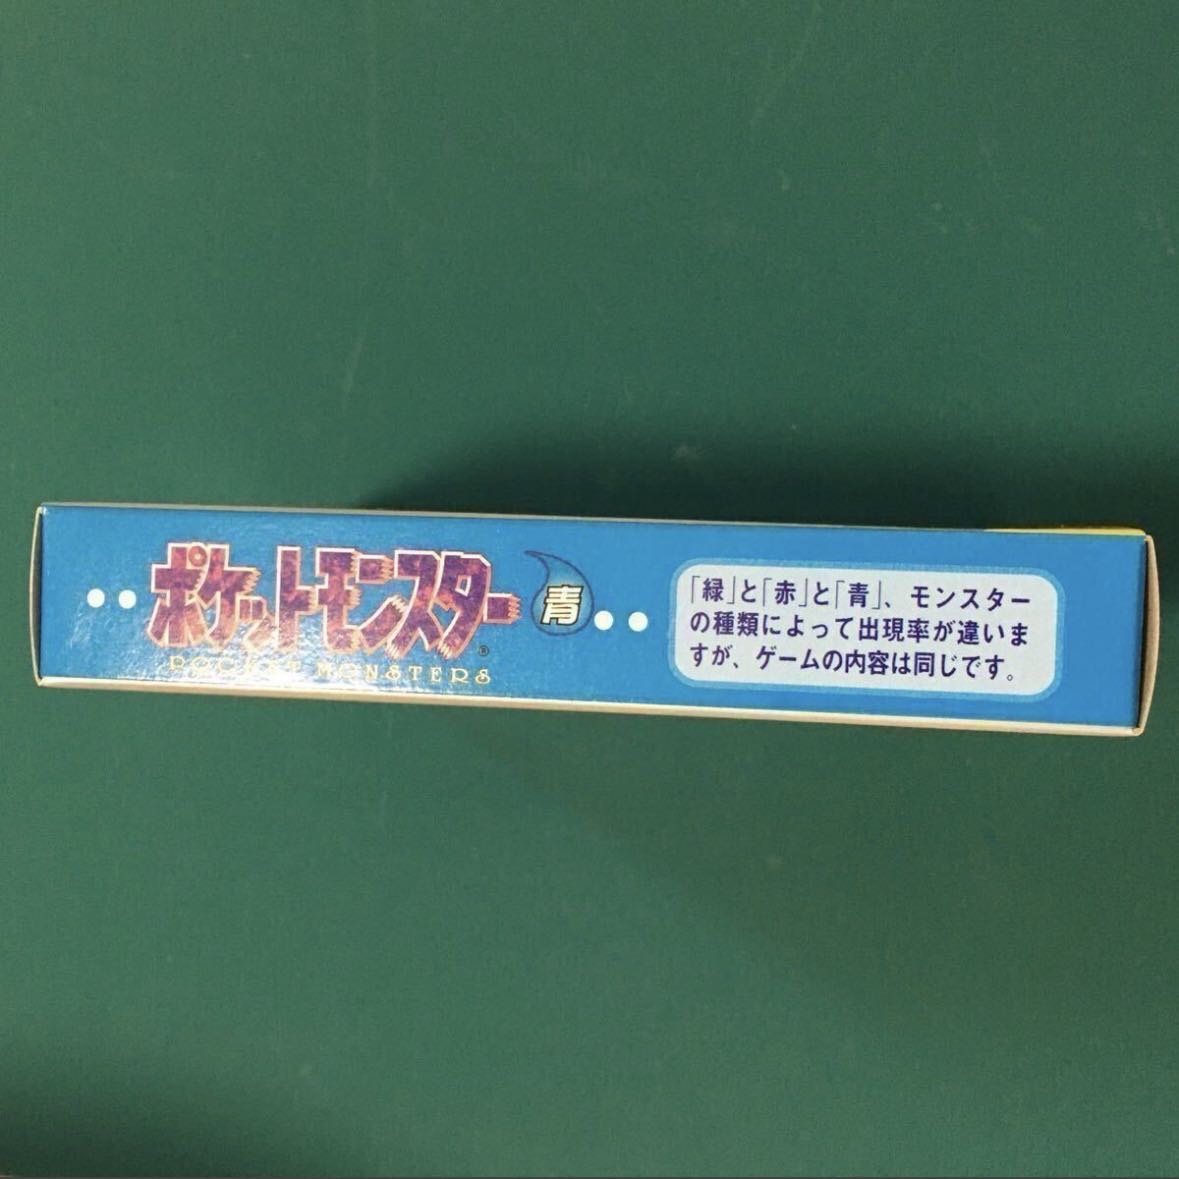 ポケットモンスター 青
POCKET MONSTERS ®
「緑」と「赤」と「青」、モンスター
の種類によって出現率が違いま
すが、ゲームの内容は同じです。